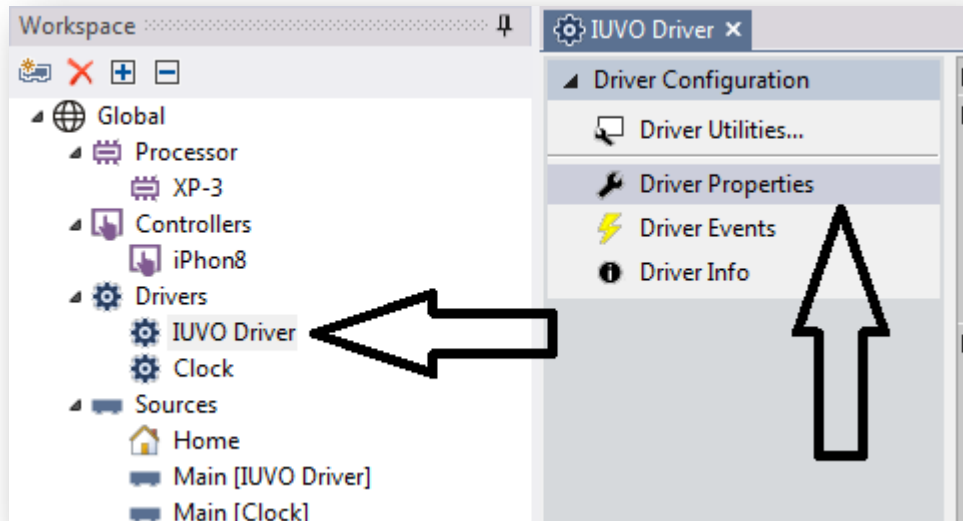 Workspace
Global
Processor
XP-3
Controllers
iPhon8
Drivers
IUVO Driver
Clock
Sources
Home
Main [IUVO Driver]
Main [Clock]
IUVO Driver
Driver Configuration
Driver Utilities...
Driver Properties
Driver Events
Driver Info